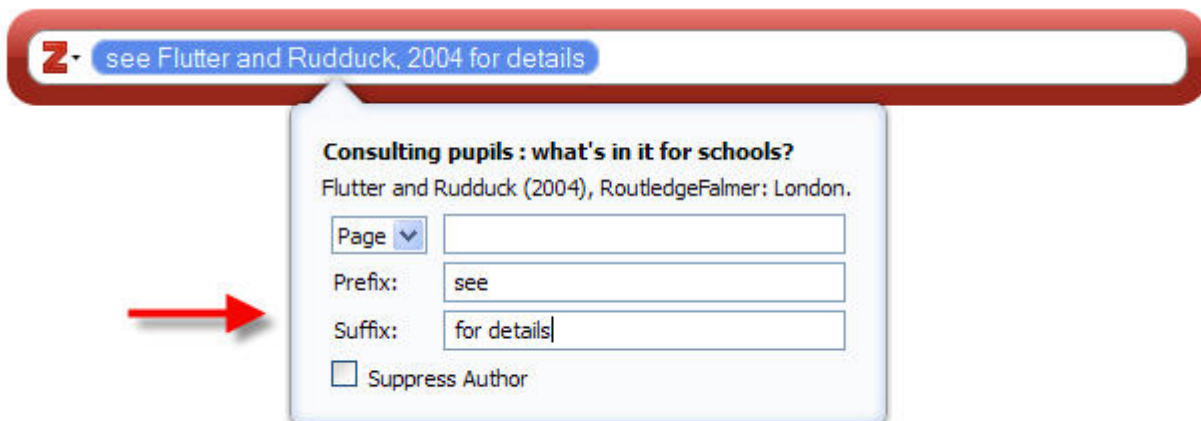 Z see Flutter and Rudduck, 2004 for details
Consulting pupils : what's in it for schools?
Flutter and Rudduck (2004), RoutledgeFalmer: London.
Page
Prefix: see
Suffix: for details
Suppress Author